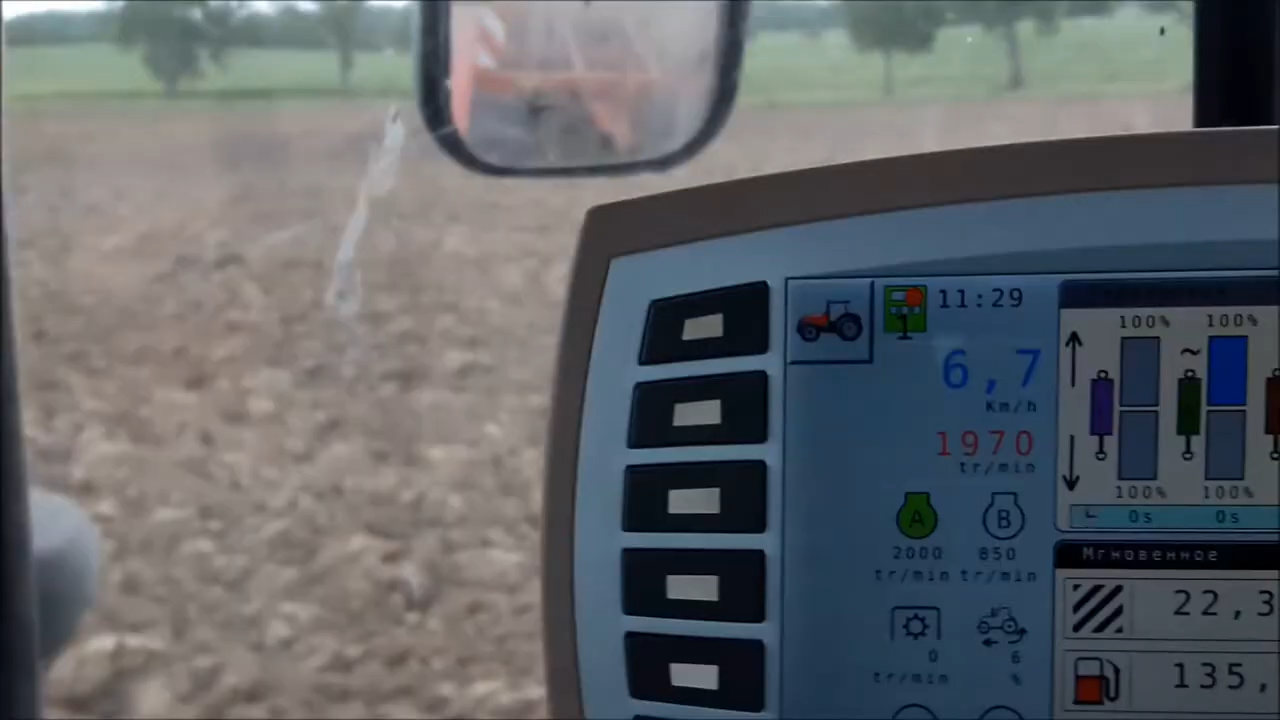 11:29
6,7
Km/h
1970
tr/min
A B
2000 850
tr/min tr/min
0 6
tr/min %
100% 100%
~
100% 100%
0s 0s
Мгновенное
22,3
135,